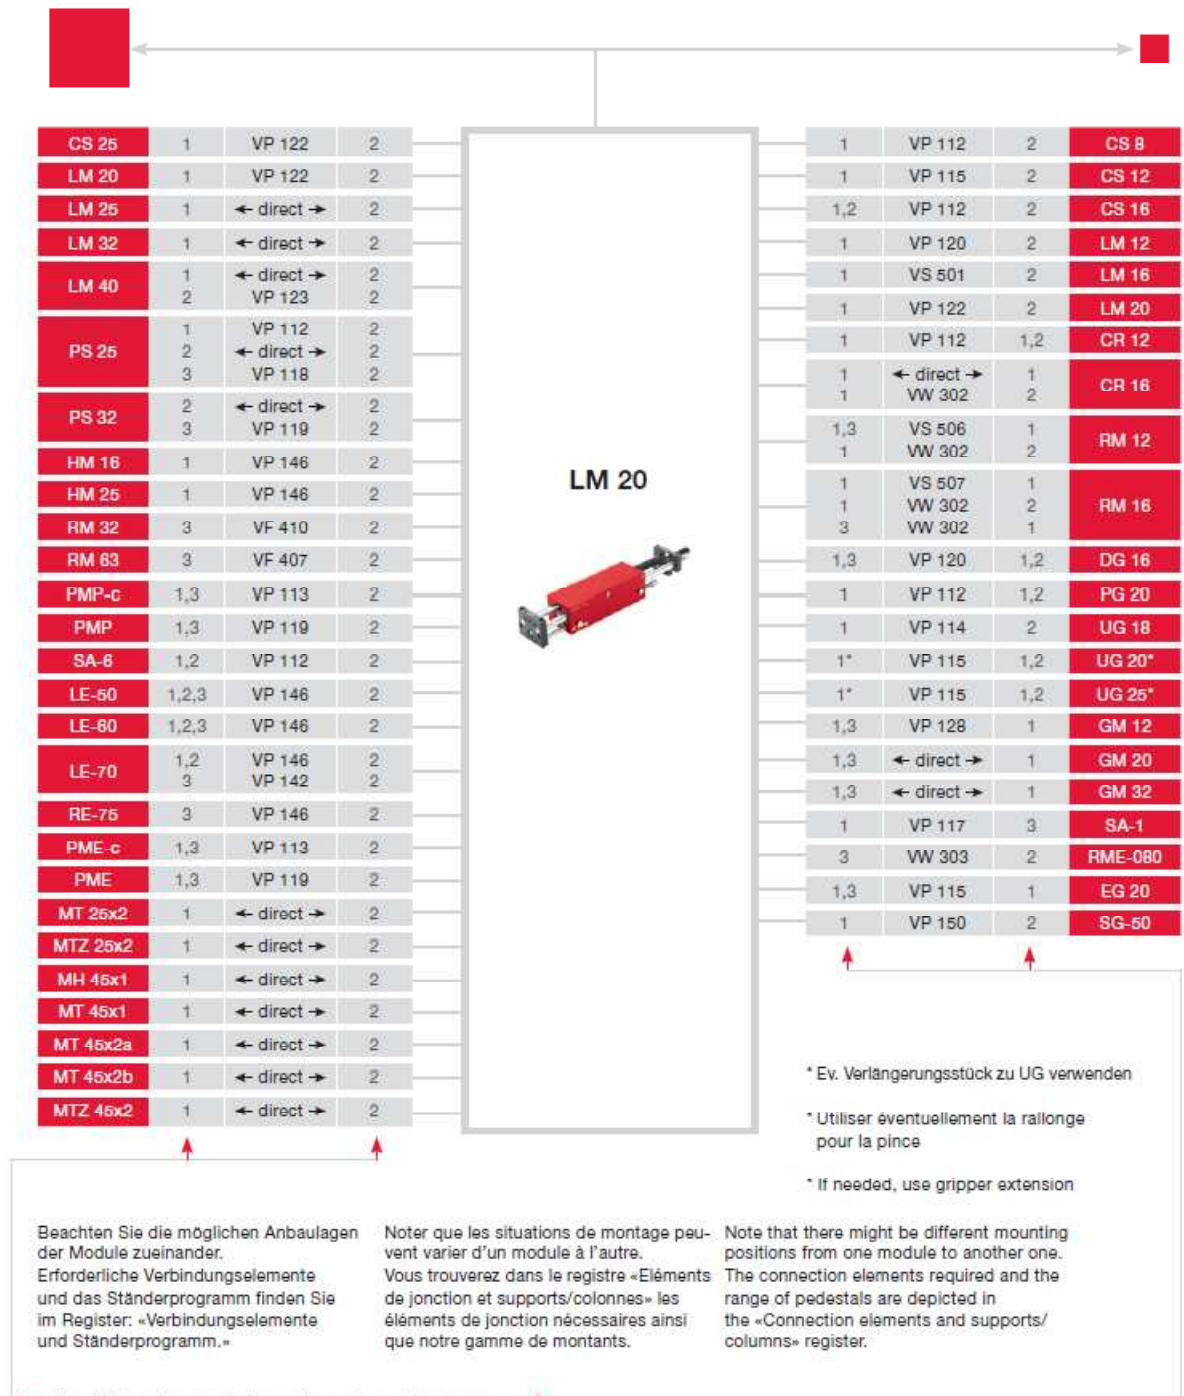 CS 25 1 VP 122 2
LM 20 1 VP 122 2
LM 25 1 ← direct → 2
LM 32 1 ← direct → 2
LM 40 1 ← direct → 2
2 VP 123 2
PS 25 1 VP 112 2
2 ← direct → 2
3 VP 118 2
PS 32 2 ← direct → 2
3 VP 119 2
HM 16 1 VP 146 2
HM 25 1 VP 146 2
RM 32 3 VF 410 2
RM 63 3 VF 407 2
PMP-c 1,3 VP 113 2
PMP 1,3 VP 119 2
SA-6 1,2 VP 112 2
LE-50 1,2,3 VP 146 2
LE-60 1,2,3 VP 146 2
LE-70 1,2 VP 146 2
3 VP 142 2
RE-75 3 VP 146 2
PME-c 1,3 VP 113 2
PME 1,3 VP 119 2
MT 25x2 1 ← direct → 2
MTZ 25x2 1 ← direct → 2
MH 45x1 1 ← direct → 2
MT 45x1 1 ← direct → 2
MT 45x2a 1 ← direct → 2
MT 45x2b 1 ← direct → 2
MTZ 45x2 1 ← direct → 2
LM 20
1 VP 112 2 CS 8
1 VP 115 2 CS 12
1,2 VP 112 2 CS 16
1 VP 120 2 LM 12
1 VS 501 2 LM 16
1 VP 122 2 LM 20
1 VP 112 1,2 CR 12
1 ← direct → 1 CR 16
1 VW 302 2
1,3 VS 506 1 RM 12
1 VW 302 2
1 VS 507 1
1 VW 302 2 RM 16
3 VW 302 1
1,3 VP 120 1,2 DG 16
1 VP 112 1,2 PG 20
1 VP 114 2 UG 18
1* VP 115 1,2 UG 20*
1* VP 115 1,2 UG 25*
1,3 VP 128 1 GM 12
1,3 ← direct → 1 GM 20
1,3 ← direct → 1 GM 32
1 VP 117 3 SA-1
3 VW 303 2 RME-080
1,3 VP 115 1 EG 20
1 VP 150 2 SG-50
* Ev. Verlängerungsstück zu UG verwenden
* Utiliser éventuellement la rallonge
pour la pince
* If needed, use gripper extension
Beachten Sie die möglichen Anbaulagen
der Module zueinander.
Erforderliche Verbindungselemente
und das Ständerprogramm finden Sie
im Register: «Verbindungselemente
und Ständerprogramm.»
Noter que les situations de montage peu-
vent varier d'un module à l'autre.
Vous trouverez dans le registre «Eléments
de jonction et supports/colonnes» les
éléments de jonction nécessaires ainsi
que notre gamme de montants.
Note that there might be different mounting
positions from one module to another one.
The connection elements required and the
range of pedestals are depicted in
the «Connection elements and supports/
columns» register.